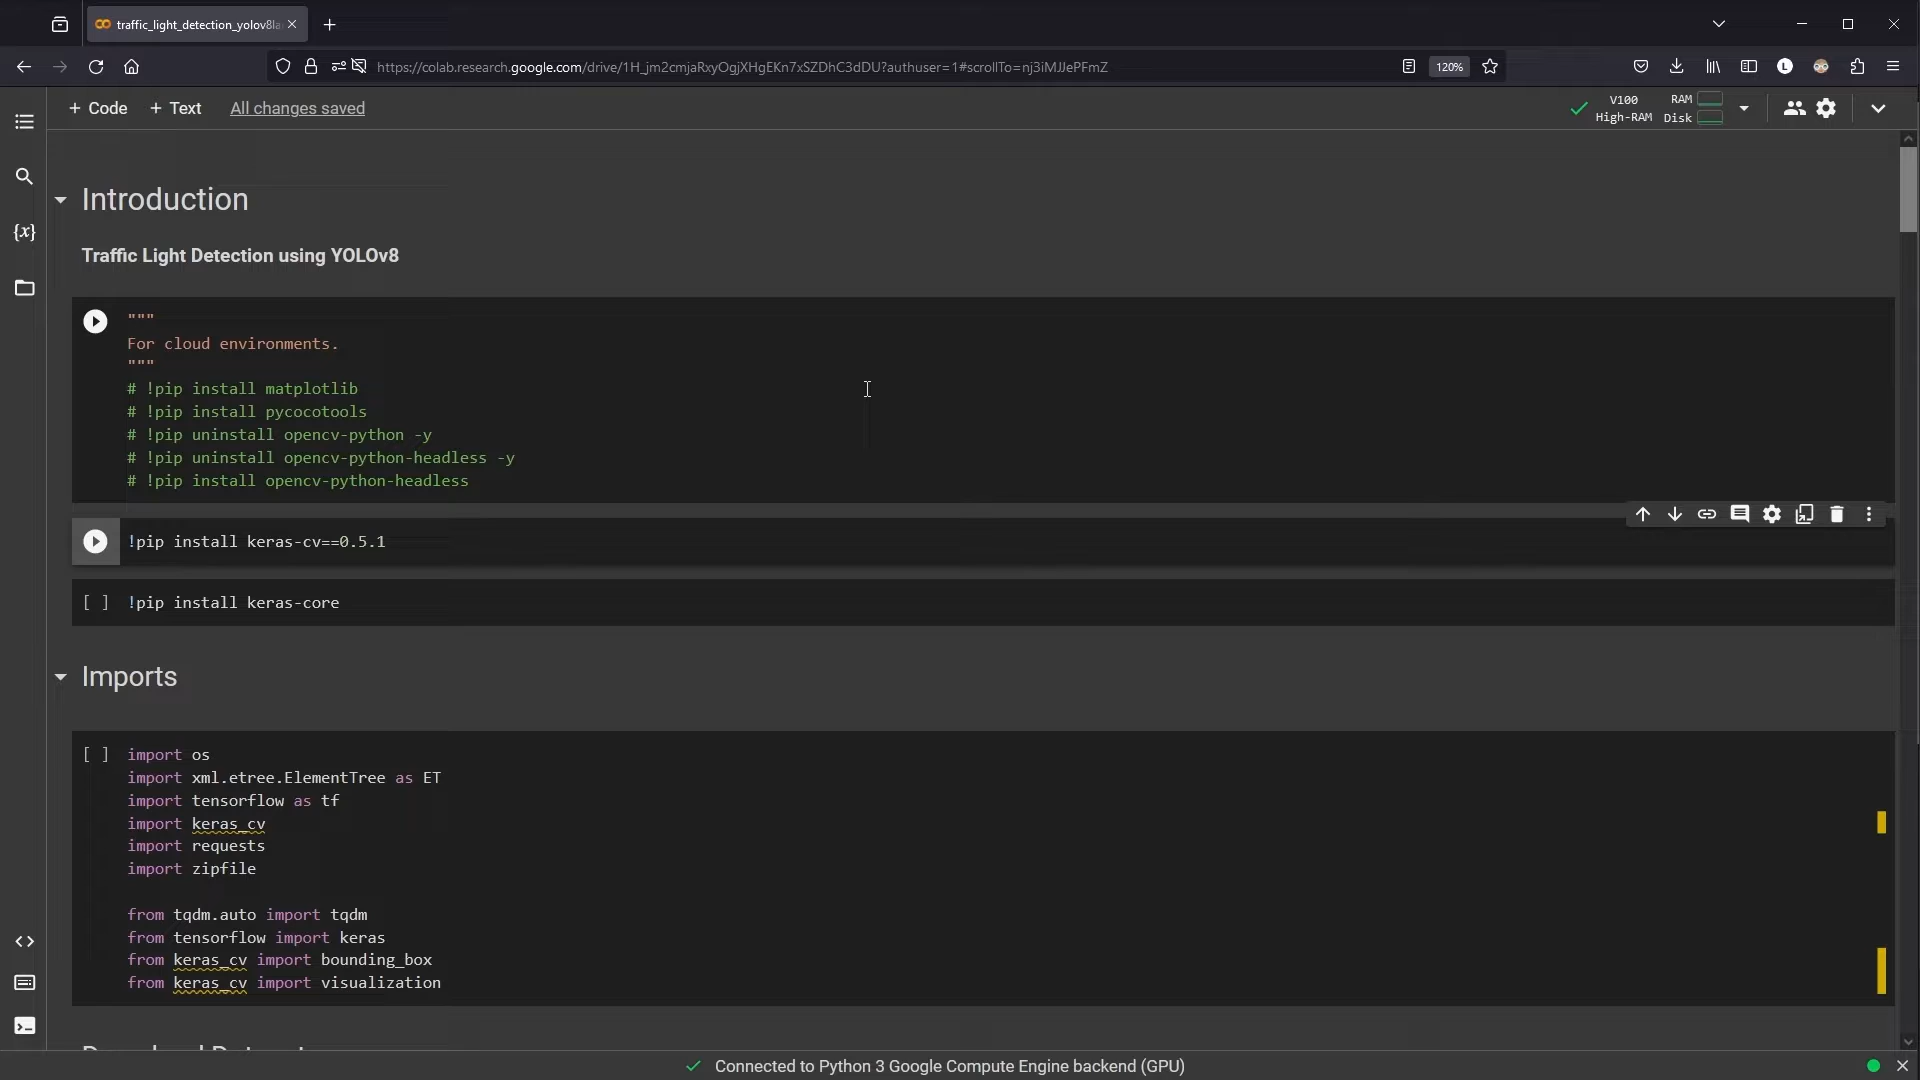 traffic_light_detection_yolov8la
https://colab.research.google.com/drive/1H_jm2cmjaRxyOgjXHgEKn7xSZDhC3dDU?authuser=1#scrollTo=nj3iMJJePFmZ
120%
L
+ Code + Text All changes saved
V100 RAM
High-RAM Disk
Introduction
{x}
Traffic Light Detection using YOLOv8
"""
For cloud environments.
"""
# !pip install matplotlib
# !pip install pycocotools
# !pip uninstall opencv-python -y
# !pip uninstall opencv-python-headless -y
# !pip install opencv-python-headless
!pip install keras-cv==0.5.1
[ ] !pip install keras-core
Imports
[ ] import os
import xml.etree.ElementTree as ET
import tensorflow as tf
import keras_cv
import requests
import zipfile
from tqdm.auto import tqdm
from tensorflow import keras
from keras_cv import bounding_box
from keras_cv import visualization
Connected to Python 3 Google Compute Engine backend (GPU)